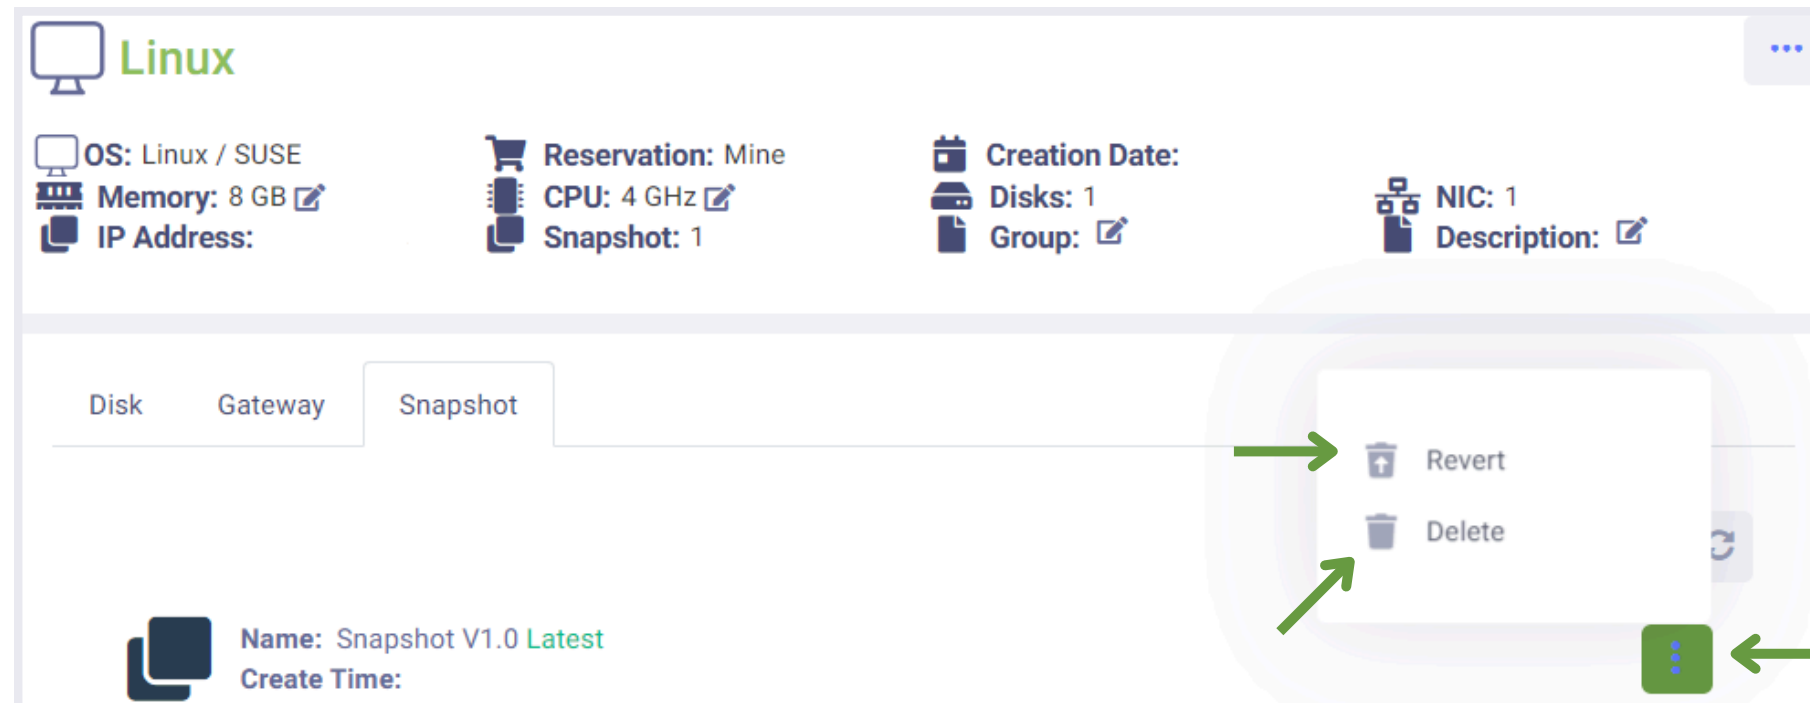 Linux
OS: Linux / SUSE
Reservation: Mine
Creation Date:
Memory: 8 GB
CPU: 4 GHz
Disks: 1
NIC: 1
IP Address:
Snapshot: 1
Group:
Description:
Disk
Gateway
Snapshot
Revert
Delete
Name: Snapshot V1.0 Latest
Create Time: